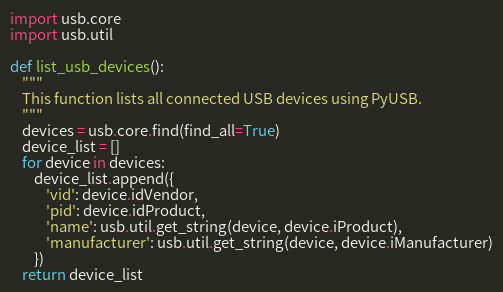 import usb.core
import usb.util

def list_usb_devices():
    """
    This function lists all connected USB devices using PyUSB.
    """
    devices = usb.core.find(find_all=True)
    device_list = []
    for device in devices:
        device_list.append({
            'vid': device.idVendor,
            'pid': device.idProduct,
            'name': usb.util.get_string(device, device.iProduct),
            'manufacturer': usb.util.get_string(device, device.iManufacturer)
        })
    return device_list